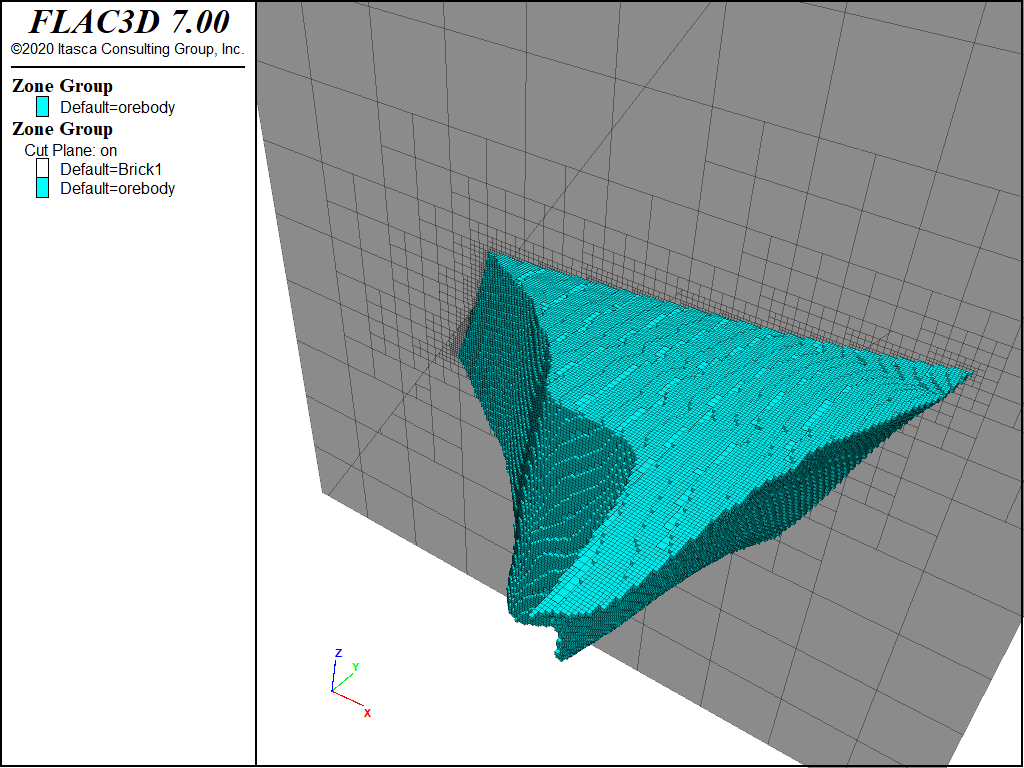 FLAC3D 7.00
©2020 Itasca Consulting Group, Inc.
Zone Group
Default=orebody
Zone Group
Cut Plane: on
Default=Brick1
Default=orebody
Z
Y
X